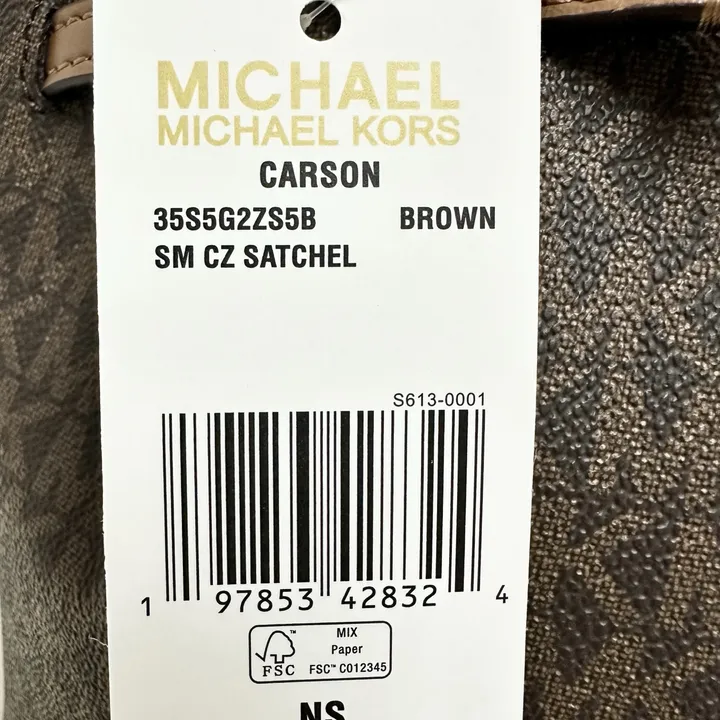 MICHAEL
MICHAEL KORS
CARSON
35S5G2ZS5B BROWN
SM CZ SATCHEL
S613-0001
1 97853 42832 4
FSC™
MIX
Paper
FSC™ C012345
NS